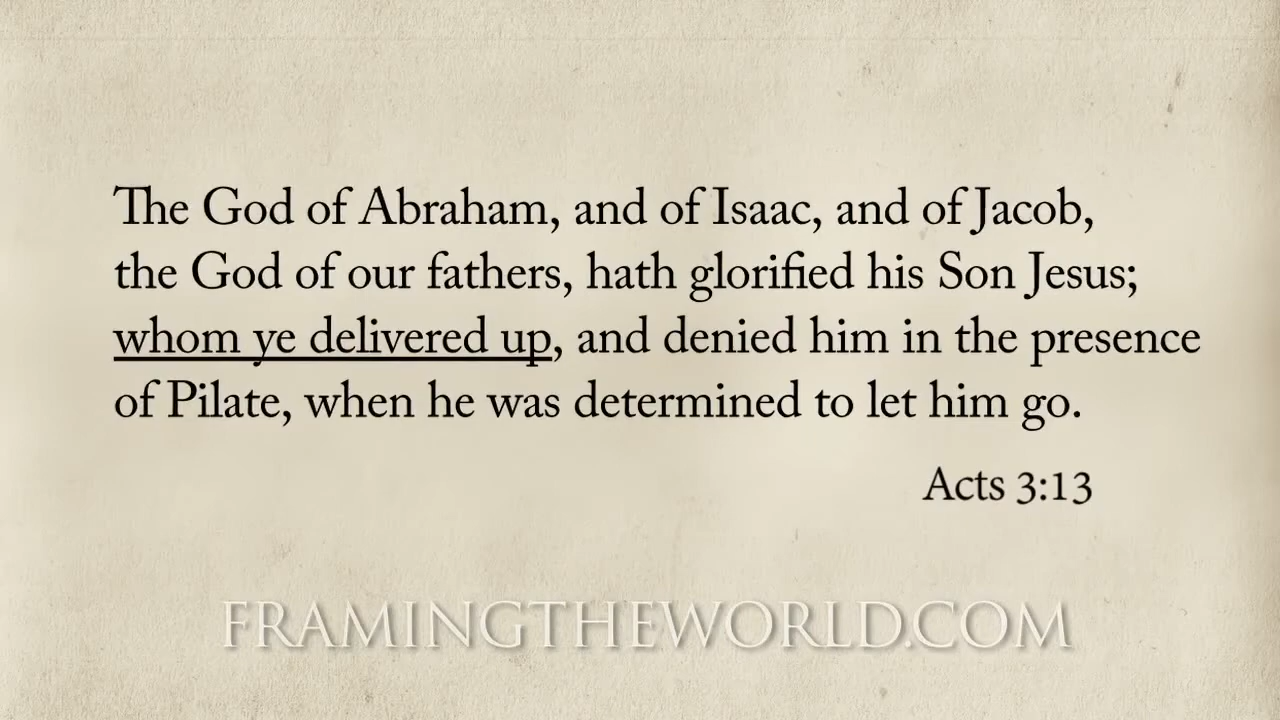 The God of Abraham, and of Isaac, and of Jacob,
the God of our fathers, hath glorified his Son Jesus;
whom ye delivered up, and denied him in the presence
of Pilate, when he was determined to let him go.
Acts 3:13
FRAMINGTHEWORLD.COM